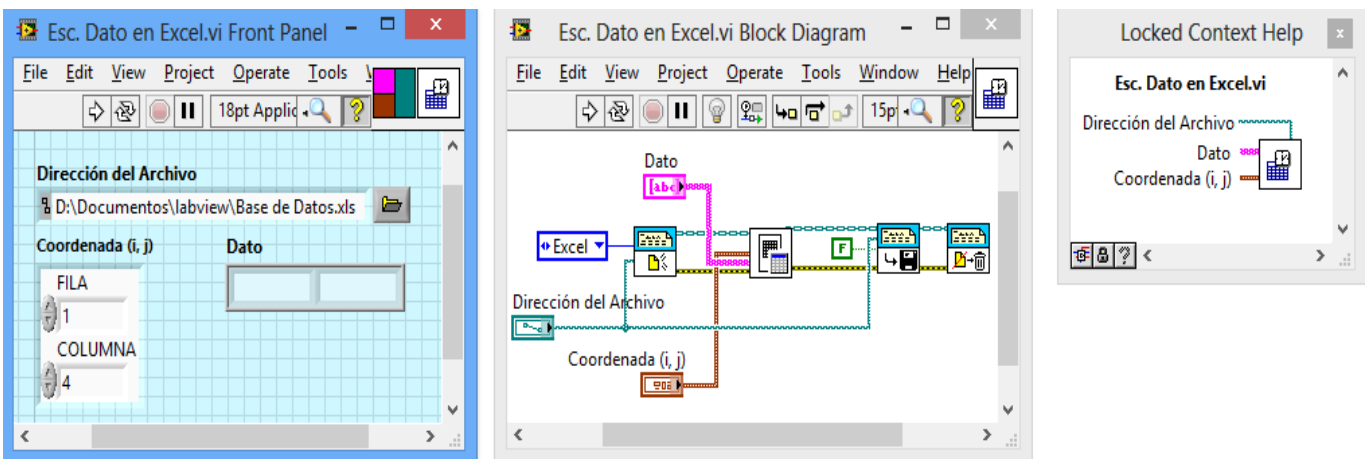 Esc. Dato en Excel.vi Front Panel
File Edit View Project Operate Tools
18pt Applic
Dirección del Archivo
D:\Documentos\labview\Base de Datos.xls
Coordenada (i, j) Dato
FILA
1
COLUMNA
4
Esc. Dato en Excel.vi Block Diagram
File Edit View Project Operate Tools Window Help
15p
Dato
[abc]
Excel
F
Dirección del Archivo
Coordenada (i, j)
Locked Context Help
Esc. Dato en Excel.vi
Dirección del Archivo
Dato
Coordenada (i, j)